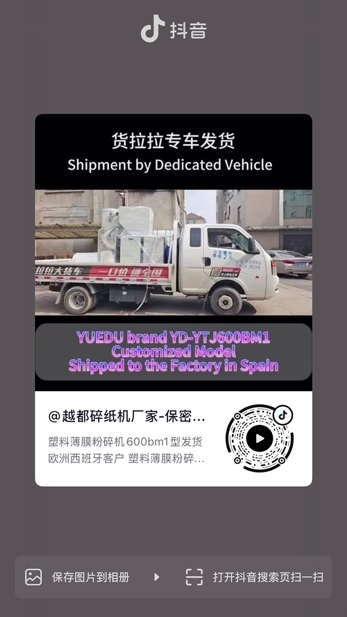 抖音
货拉拉专车发货
Shipment by Dedicated Vehicle
拉拉大货车 一口价 通全国
YUEDU brand YD-YTJ600BM1
Customized Model
Shipped to the Factory in Spain
@越都碎纸机厂家-保密...
塑料薄膜粉碎机600bm1型发货
欧洲西班牙客户 塑料薄膜粉碎...
保存图片到相册
打开抖音搜索页扫一扫